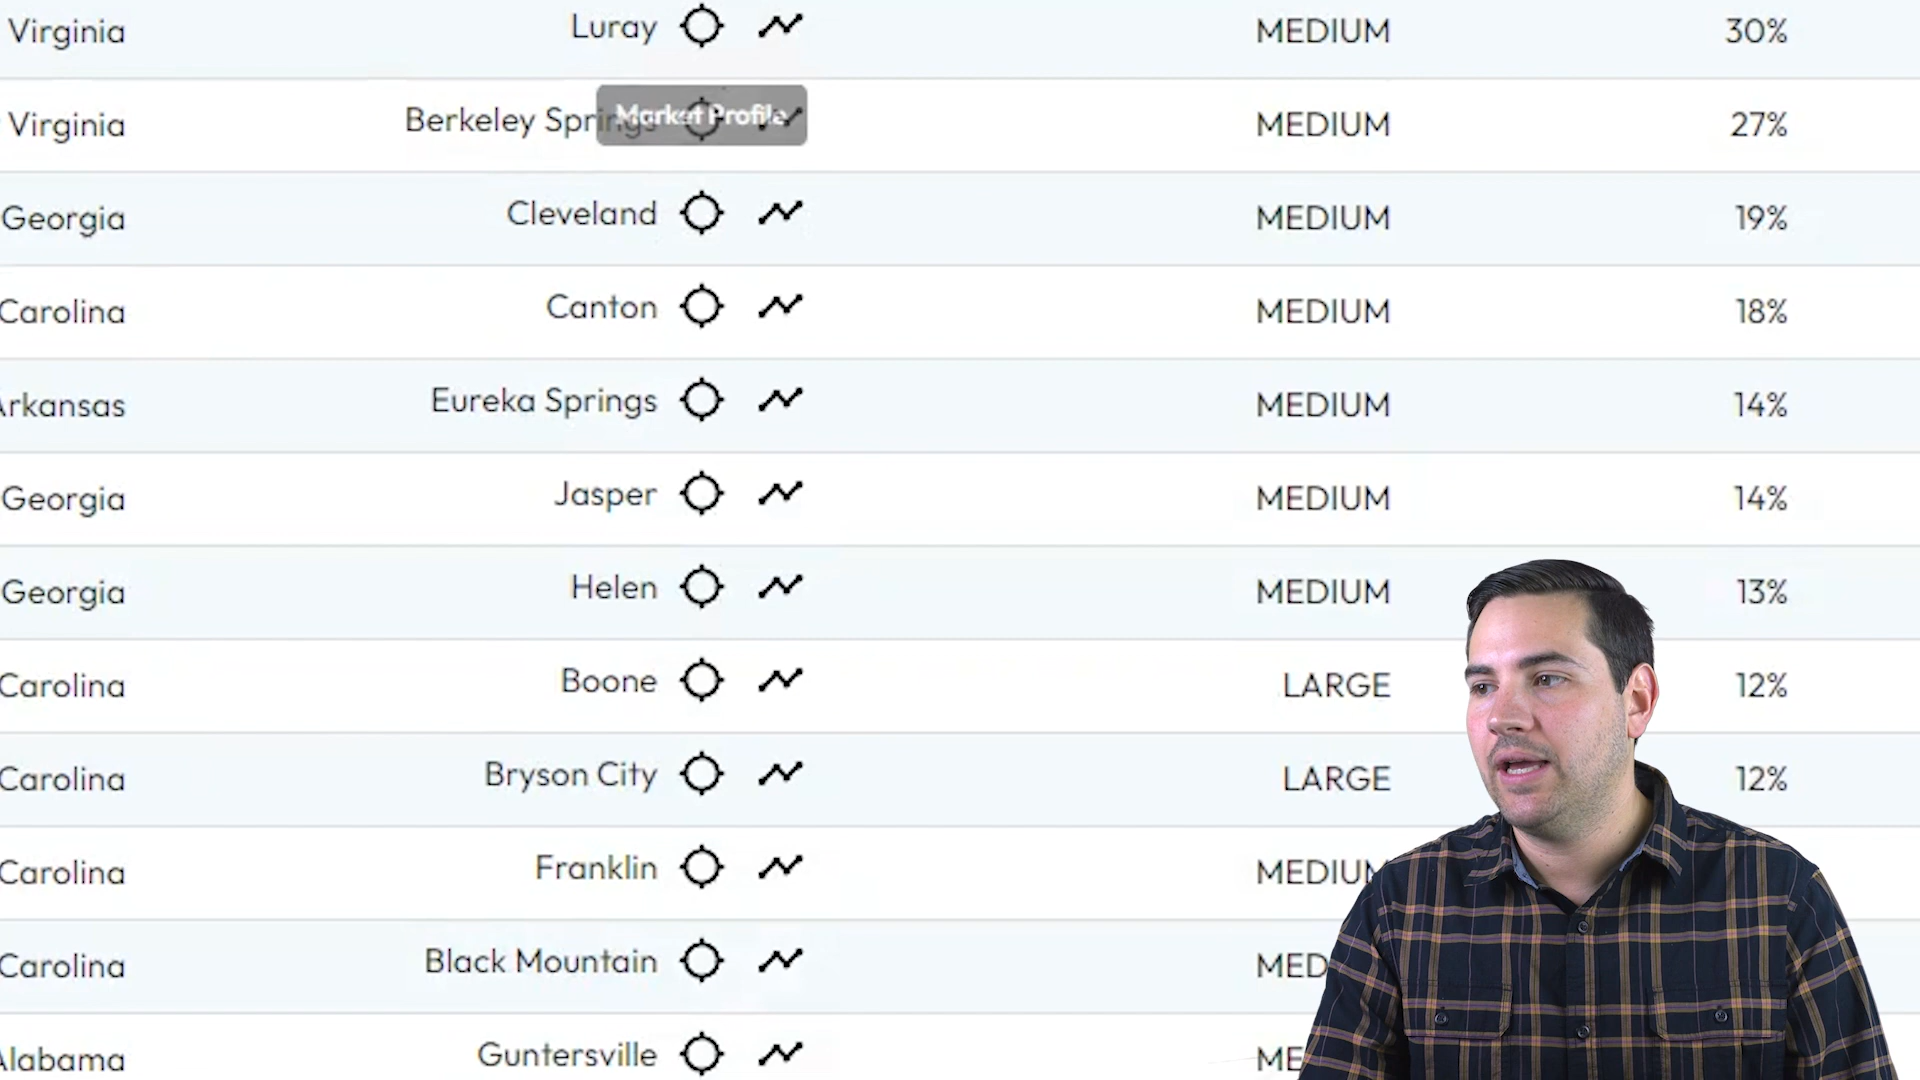 Virginia Luray MEDIUM 30%
Virginia Berkeley Springs MEDIUM 27%
Market Profile
Georgia Cleveland MEDIUM 19%
Carolina Canton MEDIUM 18%
Arkansas Eureka Springs MEDIUM 14%
Georgia Jasper MEDIUM 14%
Georgia Helen MEDIUM 13%
Carolina Boone LARGE 12%
Carolina Bryson City LARGE 12%
Carolina Franklin MEDIUM
Carolina Black Mountain MED
Alabama Guntersville ME